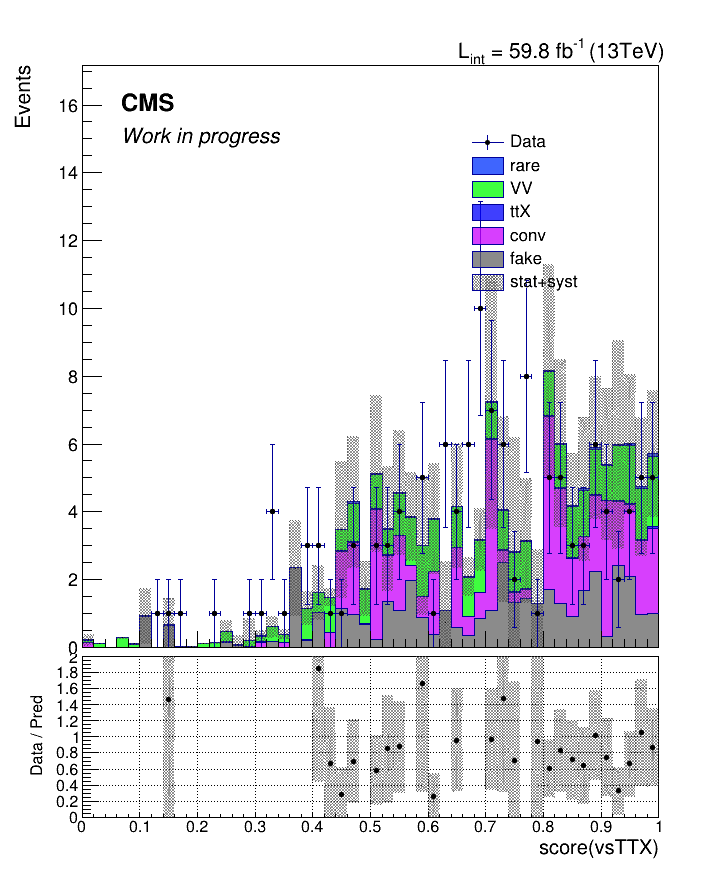 L_int = 59.8 fb^-1 (13TeV)
Events
CMS
Work in progress
Data
rare
VV
ttX
conv
fake
stat+syst
16
14
12
10
8
6
4
2
0
Data / Pred
2
1.8
1.6
1.4
1.2
1
0.8
0.6
0.4
0.2
0
0 0.1 0.2 0.3 0.4 0.5 0.6 0.7 0.8 0.9 1
score(vsTTX)